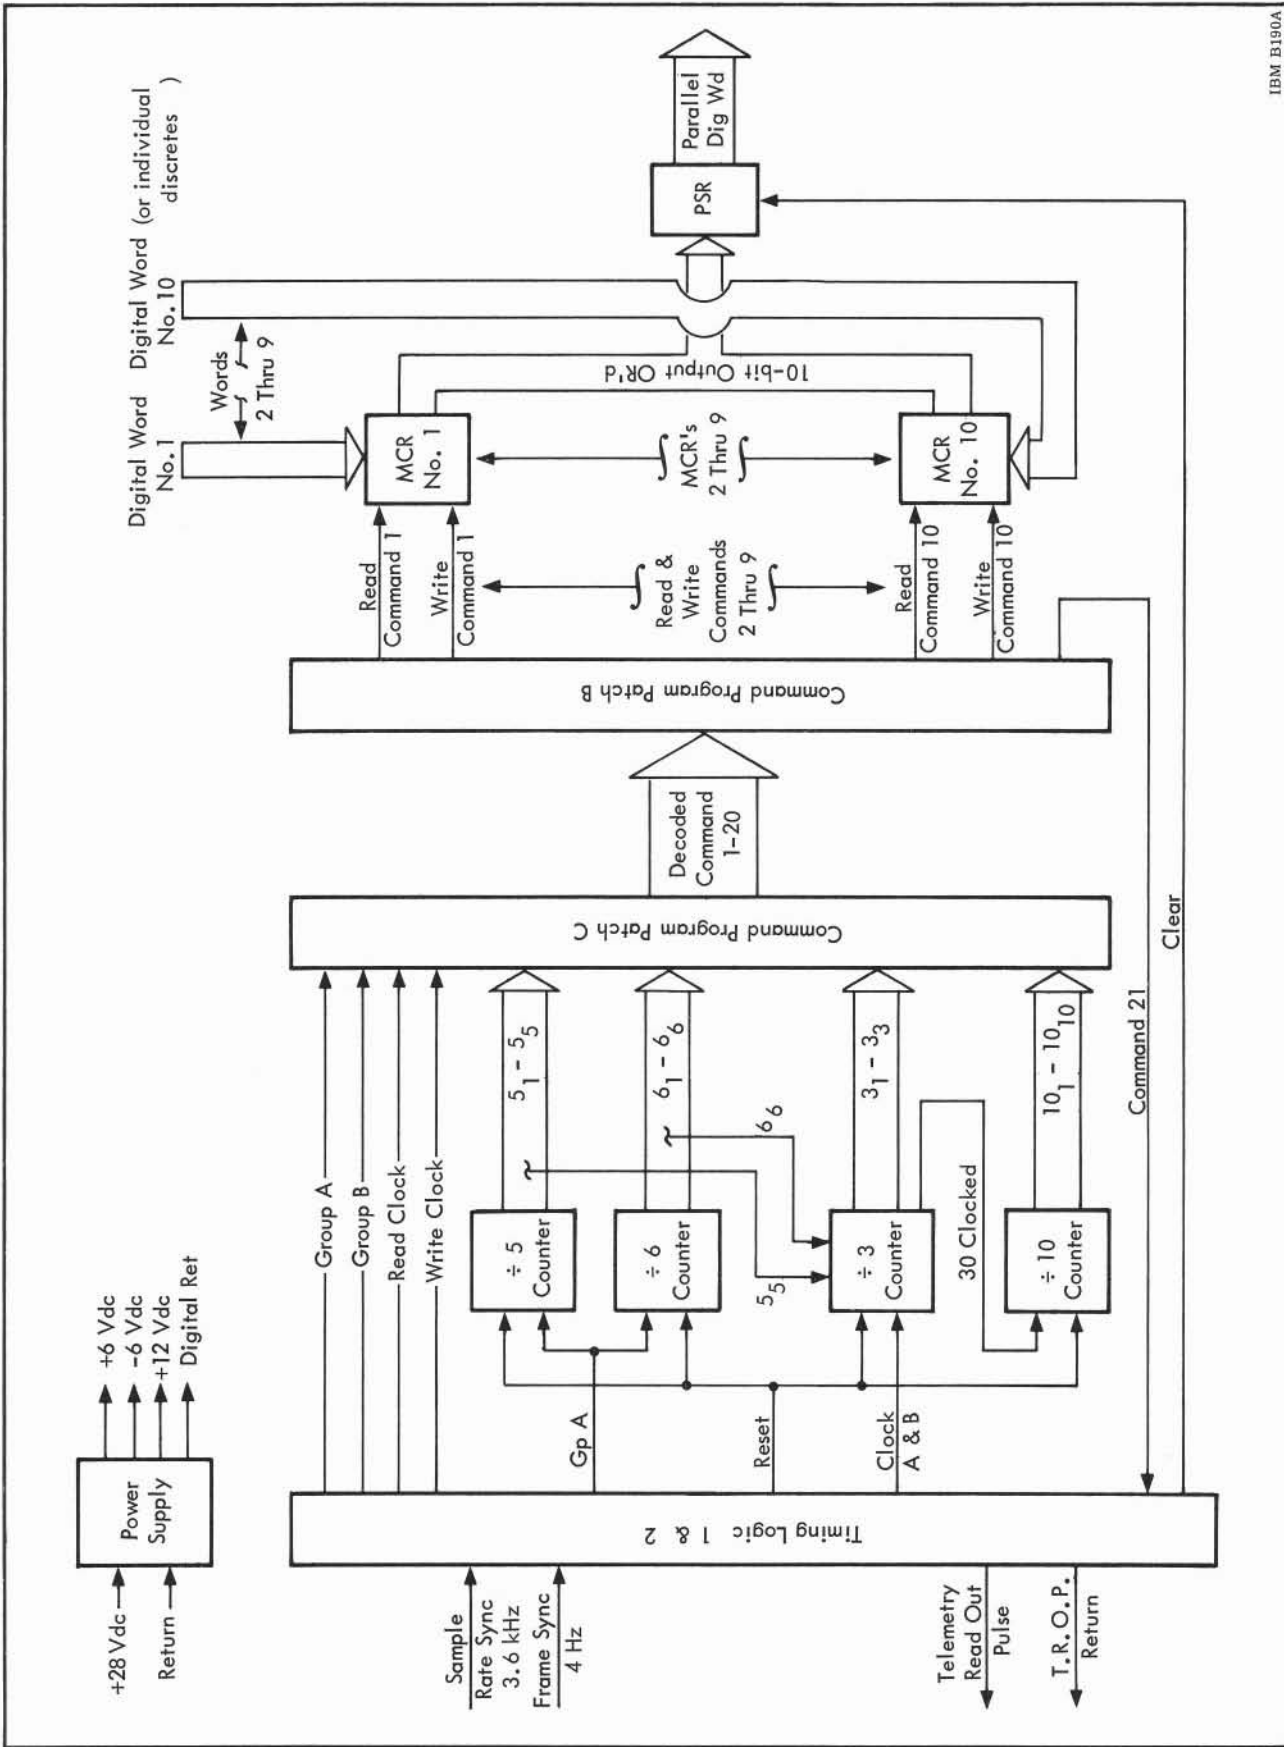 +28 Vdc
Return
Power
Supply
+6 Vdc
-6 Vdc
+12 Vdc
Digital Ret
Sample
Rate Sync
3.6 kHz
Frame Sync
4 Hz
Telemetry
Read Out
Pulse
T.R.O.P.
Return
Timing Logic 1 & 2
Group A
Group B
Read Clock
Write Clock
Gp A
Reset
Clock
A & B
÷ 5
Counter
÷ 6
Counter
÷ 3
Counter
÷ 10
Counter
5₅
6₆
30 Clocked
5₁ - 5₅
6₁ - 6₆
3₁ - 3₃
10₁ - 10₁₀
Command Program Patch C
Decoded
Command
1-20
Command Program Patch B
Command 21
Clear
Read
Command 1
Write
Command 1
Read &
Write
Commands
2 Thru 9
Read
Command 10
Write
Command 10
MCR
No. 1
MCR's
2 Thru 9
MCR
No. 10
Digital Word
No. 1
Words
2 Thru 9
Digital Word (or individual
No. 10 discretes )
10-bit Output OR'd
PSR
Parallel
Dig Wd
IBM B190A